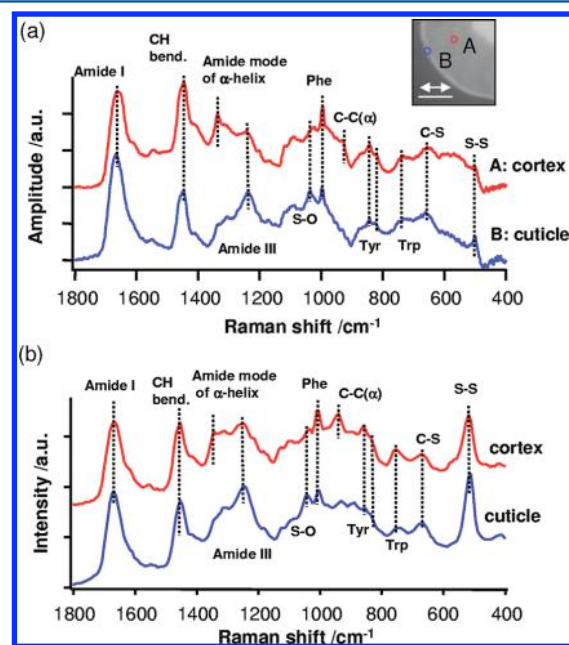 (a)
Amide I
CH
bend.
Amide mode
of α-helix
Phe
C-C(α)
C-S
S-S
A
B
A: cortex
B: cuticle
Amide III
S-O
Tyr
Trp
Amplitude /a.u.
1800 1600 1400 1200 1000 800 600 400
Raman shift /cm-1
(b)
Amide I
CH
bend.
Amide mode
of α-helix
Phe
C-C(α)
C-S
S-S
cortex
cuticle
Amide III
S-O
Tyr
Trp
Intensity /a.u.
1800 1600 1400 1200 1000 800 600 400
Raman shift /cm-1